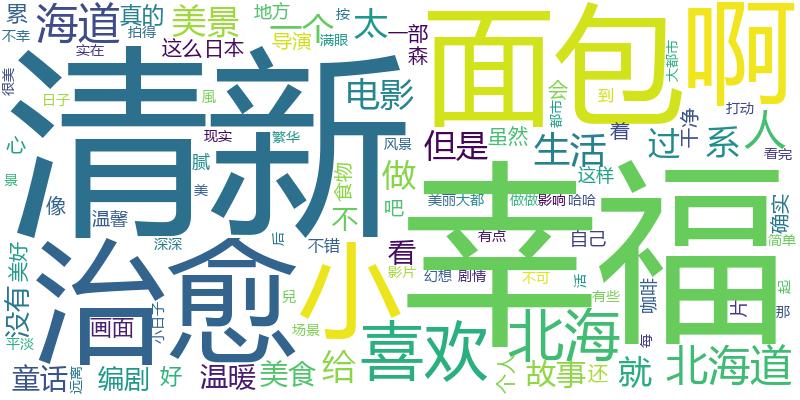 累
海道
真的
美景
地方
一个
太
按
一部
不幸
拍得
这么
日本
导演
满眼
森
面包
啊
大都市
很美
实在
日子
風
清新
电影
会
都市
到
打动
干净
现实
繁华
风景
但是
虽然
生活
着
过
系
人
看完
心
景
腻
美
食物
做
这样
像
温馨
不
吧
美丽
大都
做做
影响
哈哈
确实
幸福
深深
后
不错
看
有点
自己
简单
没有
美好
治愈
小
影片
幻想
剧情
不可
活
有些
咖啡
片
起
那
画面
小日子
兒
场景
平淡
喜欢
北海
每
童话
远离
编剧
好
温暖
美食
给
个人
故事
还
就
北海道